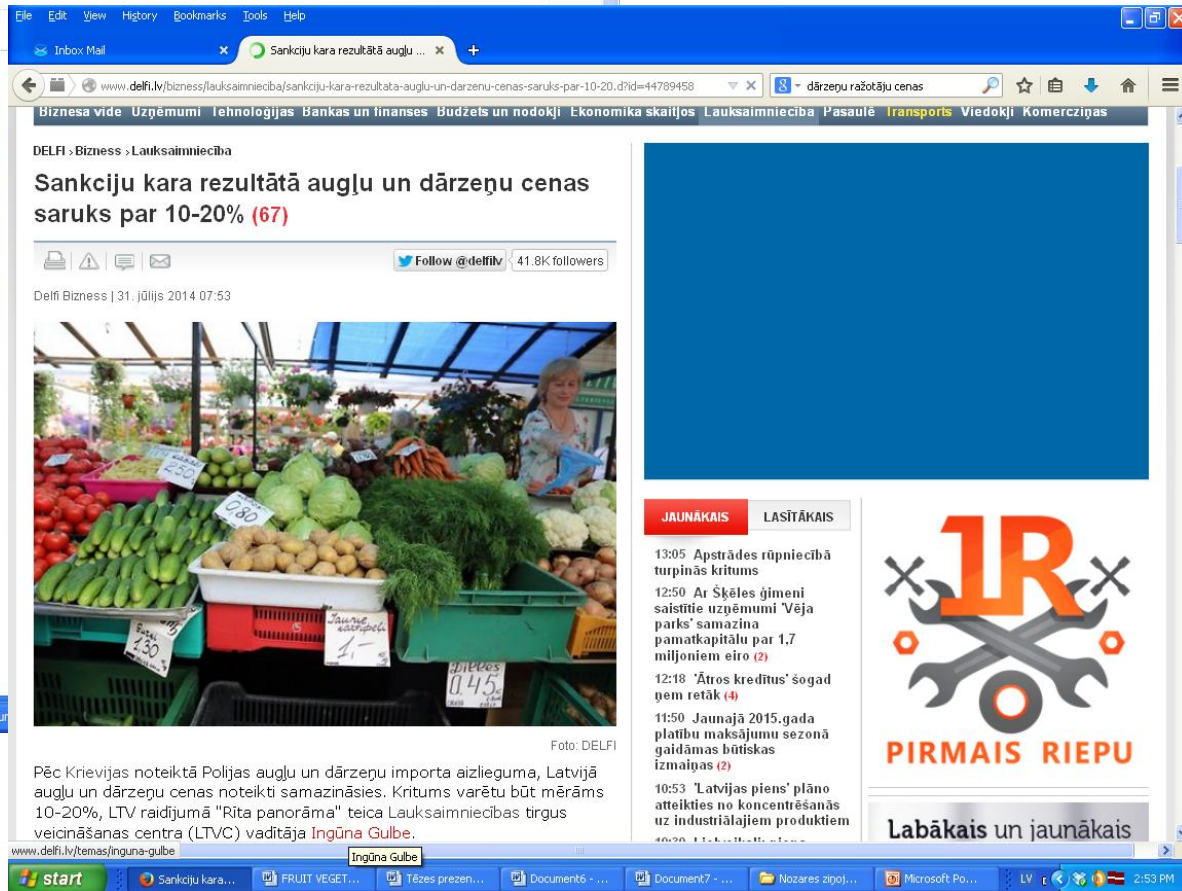 File Edit View History Bookmarks Tools Help
Inbox Mail
Sankciju kara rezultātā augļu ...
www.delfi.lv/bizness/lauksaimnieciba/sankciju-kara-rezultata-auglu-un-darzenu-cenas-saruks-par-10-20.d?id=44789458
dārzeņu ražotāju cenas
Biznesa vide Uzņēmumi Tehnoloģijas Bankas un finanses Budžets un nodokļi Ekonomika skaitļos Lauksaimniecība Pasaulē Transports Viedokļi Komercziņas
DELFI › Bizness › Lauksaimniecība
Sankciju kara rezultātā augļu un dārzeņu cenas
saruks par 10-20% (67)
Follow @delfilv 41.8K followers
Delfi Bizness | 31. jūlijs 2014 07:53
2.50
0,80
1.30
Jaunie
kartupeļi
1,-
Dilles
0.45
Foto: DELFI
Pēc Krievijas noteiktā Polijas augļu un dārzeņu importa aizlieguma, Latvijā
augļu un dārzeņu cenas noteikti samazināsies. Kritums varētu būt mērāms
10-20%, LTV raidījumā "Rīta panorāma" teica Lauksaimniecības tirgus
veicināšanas centra (LTVC) vadītāja Ingūna Gulbe.
JAUNĀKAIS LASĪTĀKAIS
13:05 Apstrādes rūpniecībā
turpinās kritums
12:50 Ar Šķēles ģimeni
saistītie uzņēmumi 'Vēja
parks' samazina
pamatkapitālu par 1,7
miljoniem eiro (2)
12:18 'Ātros kredītus' šogad
ņem retāk (4)
11:50 Jaunajā 2015.gada
platību maksājumu sezonā
gaidāmas būtiskas
izmaiņas (2)
10:53 'Latvijas piens' plāno
atteikties no koncentrēšanās
uz industriālajiem produktiem
1R
PIRMAIS RIEPU
Labākais un jaunākais
www.delfi.lv/temas/inguna-gulbe
Ingūna Gulbe
start
Sankciju kara...
FRUIT VEGET...
Tēzes prezen...
Document6 - ...
Document7 - ...
Nozares ziņoj...
Microsoft Po...
LV
2:53 PM